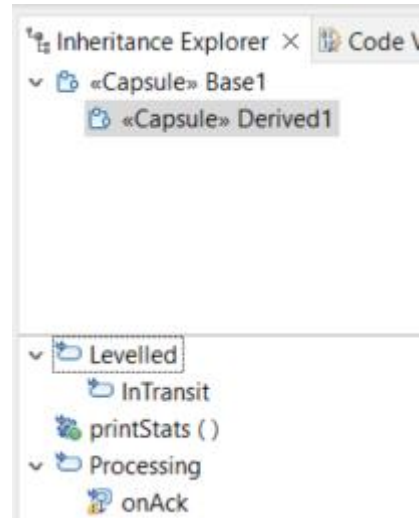 Inheritance Explorer × Code V
«Capsule» Base1
«Capsule» Derived1
Levelled
InTransit
printStats ( )
Processing
onAck